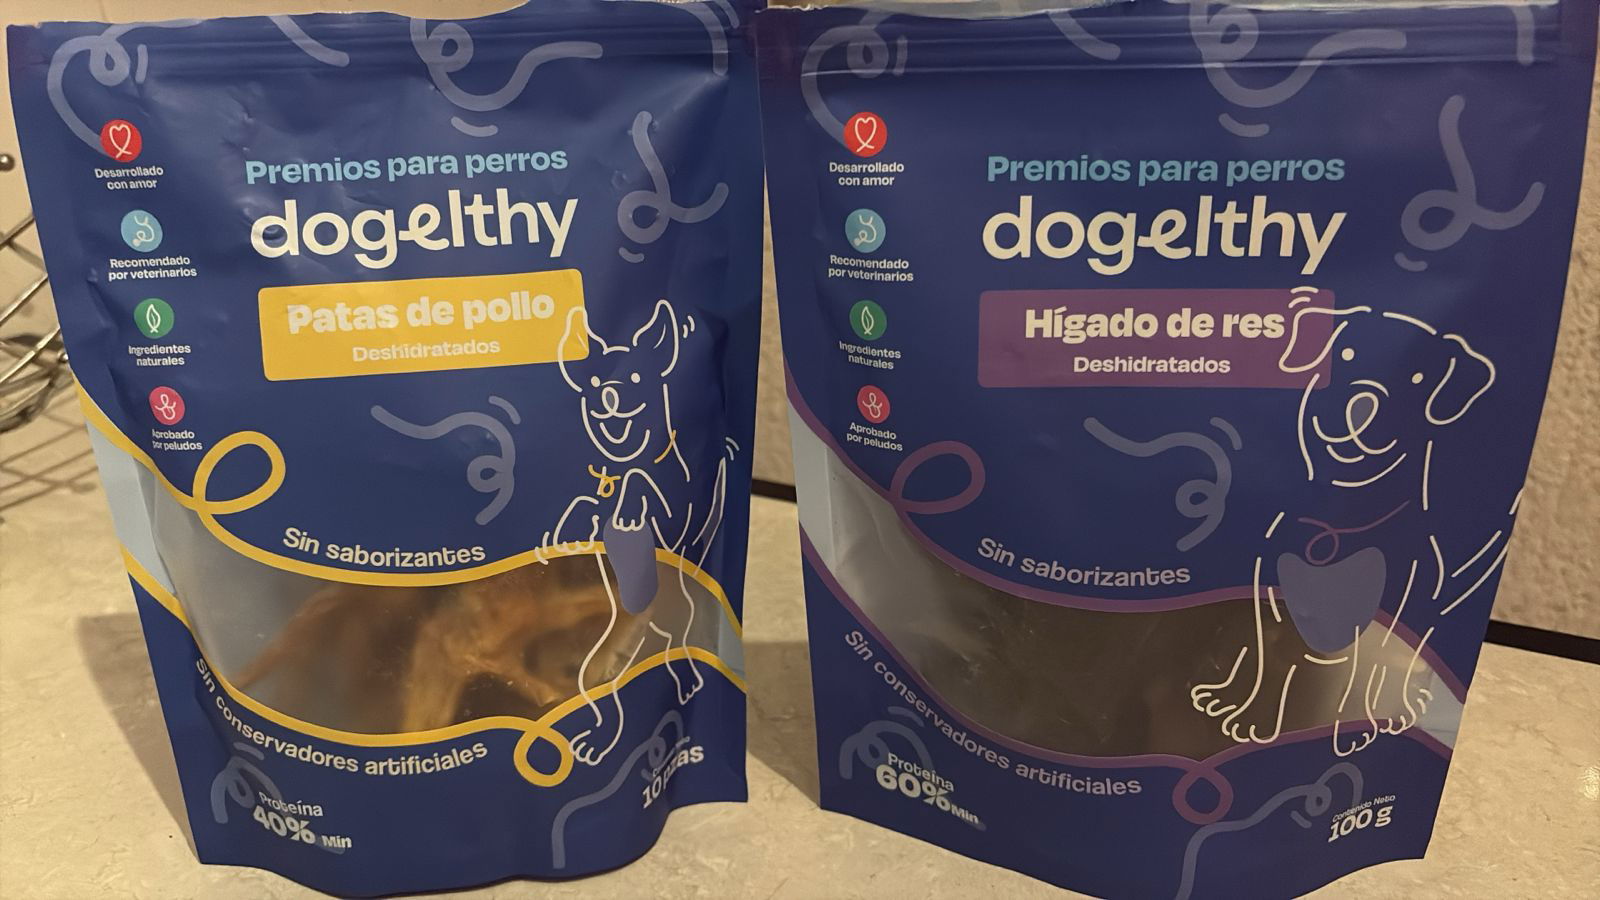 Desarrollado
con amor
Recomendado
por veterinarios
Ingredientes
naturales
Aprobado
por peludos
Premios para perros
dogelthy
Patas de pollo
Deshidratados
Sin saborizantes
Sin conservadores artificiales
Proteína
40% Min
10 pzas
Desarrollado
con amor
Recomendado
por veterinarios
Ingredientes
naturales
Aprobado
por peludos
Premios para perros
dogelthy
Hígado de res
Deshidratados
Sin saborizantes
Sin conservadores artificiales
Proteína
60% Min
Contenido Neto
100 g